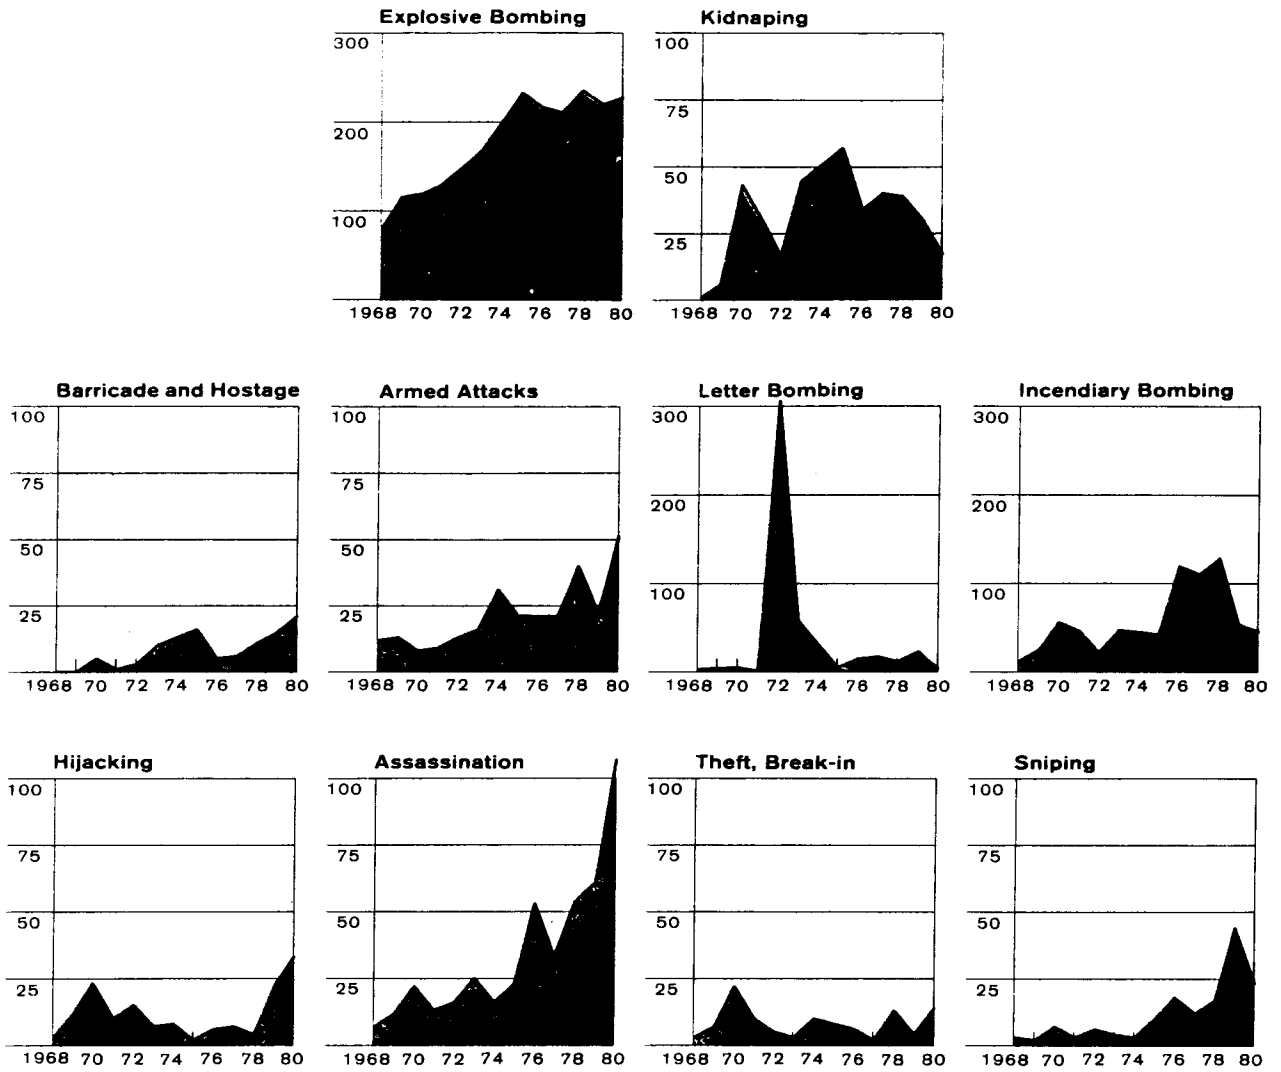 Explosive Bombing Kidnaping
300 100
200 75
100 50
25
1968 70 72 74 76 78 80 1968 70 72 74 76 78 80
Barricade and Hostage Armed Attacks Letter Bombing Incendiary Bombing
100 100 300 300
75 75 200 200
50 50 100 100
25 25
1968 70 72 74 76 78 80 1968 70 72 74 76 78 80 1968 70 72 74 76 78 80 1968 70 72 74 76 78 80
Hijacking Assassination Theft, Break-in Sniping
100 100 100 100
75 75 75 75
50 50 50 50
25 25 25 25
1968 70 72 74 76 78 80 1968 70 72 74 76 78 80 1968 70 72 74 76 78 80 1968 70 72 74 76 78 80